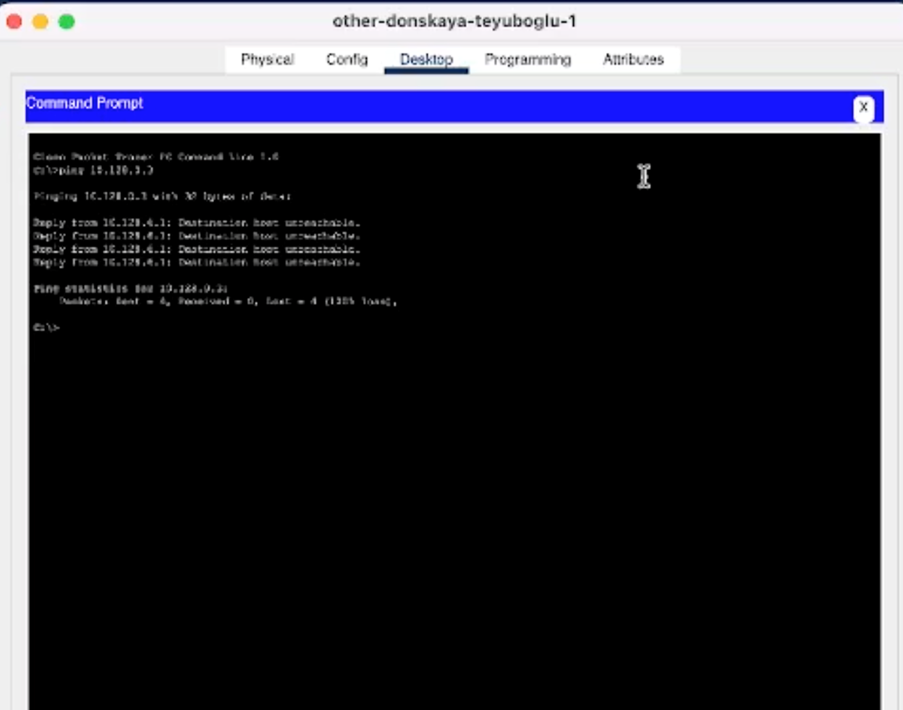 other-donskaya-teyuboglu-1
Physical Config Desktop Programming Attributes
Command Prompt
X
Cisco Packet Tracer PC Command Line 1.0
C:\>ping 10.128.0.3
Pinging 10.128.0.3 with 32 bytes of data:
Reply from 10.128.4.1: Destination host unreachable.
Reply from 10.128.4.1: Destination host unreachable.
Reply from 10.128.4.1: Destination host unreachable.
Reply from 10.128.4.1: Destination host unreachable.
Ping statistics for 10.128.0.3:
Packets: Sent = 4, Received = 0, Lost = 4 (100% loss),
C:\>